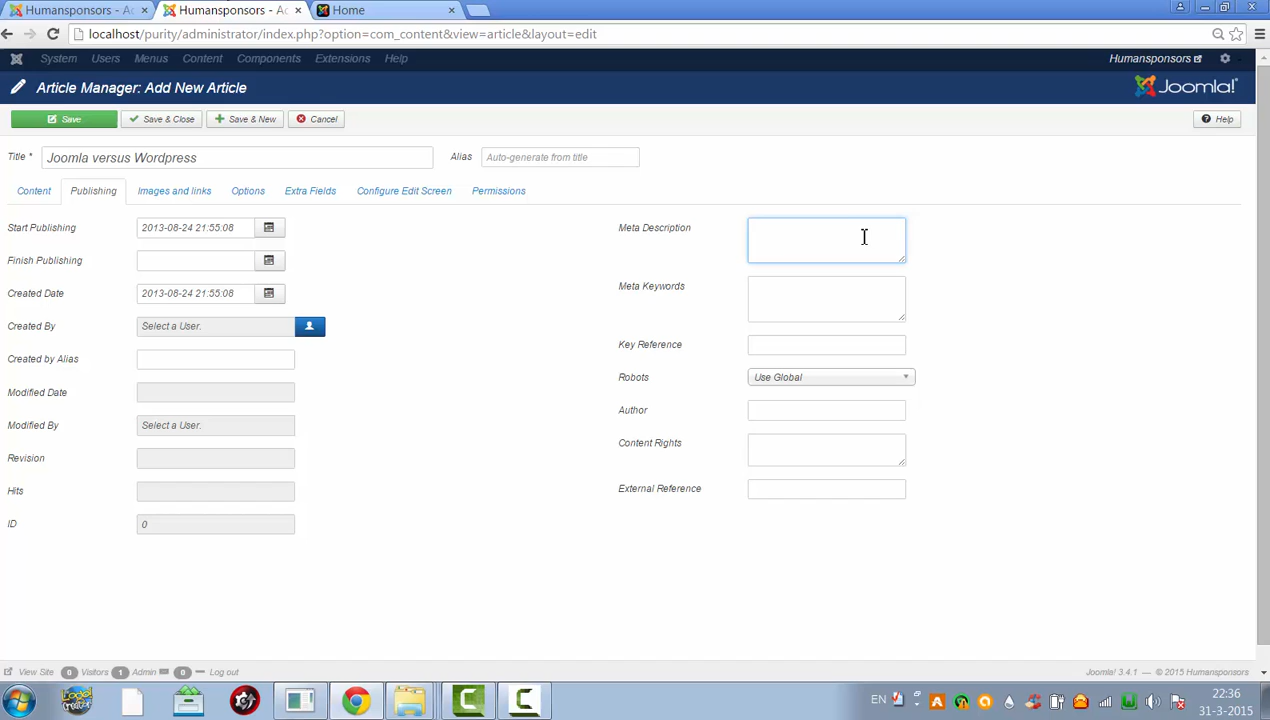 Humansponsors - Ac
Humansponsors - Ac
Home
localhost/purity/administrator/index.php?option=com_content&view=article&layout=edit
System Users Menus Content Components Extensions Help Humansponsors
Article Manager: Add New Article Joomla!
Save Save & Close Save & New Cancel Help
Title * Joomla versus Wordpress Alias Auto-generate from title
Content Publishing Images and links Options Extra Fields Configure Edit Screen Permissions
Start Publishing 2013-08-24 21:55:08
Finish Publishing
Created Date 2013-08-24 21:55:08
Created By Select a User.
Created by Alias
Modified Date
Modified By Select a User.
Revision
Hits
ID 0
Meta Description
Meta Keywords
Key Reference
Robots Use Global
Author
Content Rights
External Reference
View Site 0 Visitors 1 Admin 0 Log out Joomla! 3.4.1 — © 2015 Humansponsors
EN 22:36
31-3-2015